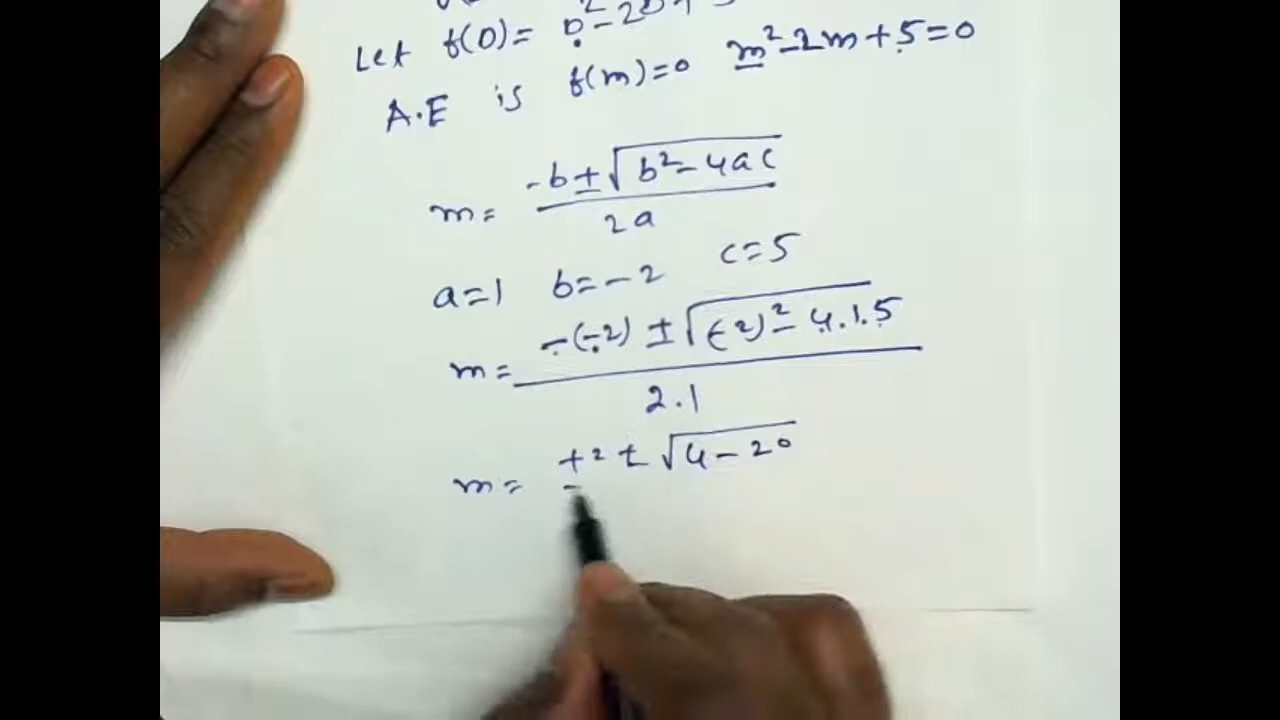 Let f(D)= D²-2D+5
A.E is f(m)=0 m²-2m+5=0
m= -b±√b²-4ac / 2a
a=1 b=-2 c=5
m= -(-2) ±√(-2)²-4.1.5 / 2.1
m= +2 ± √4-20